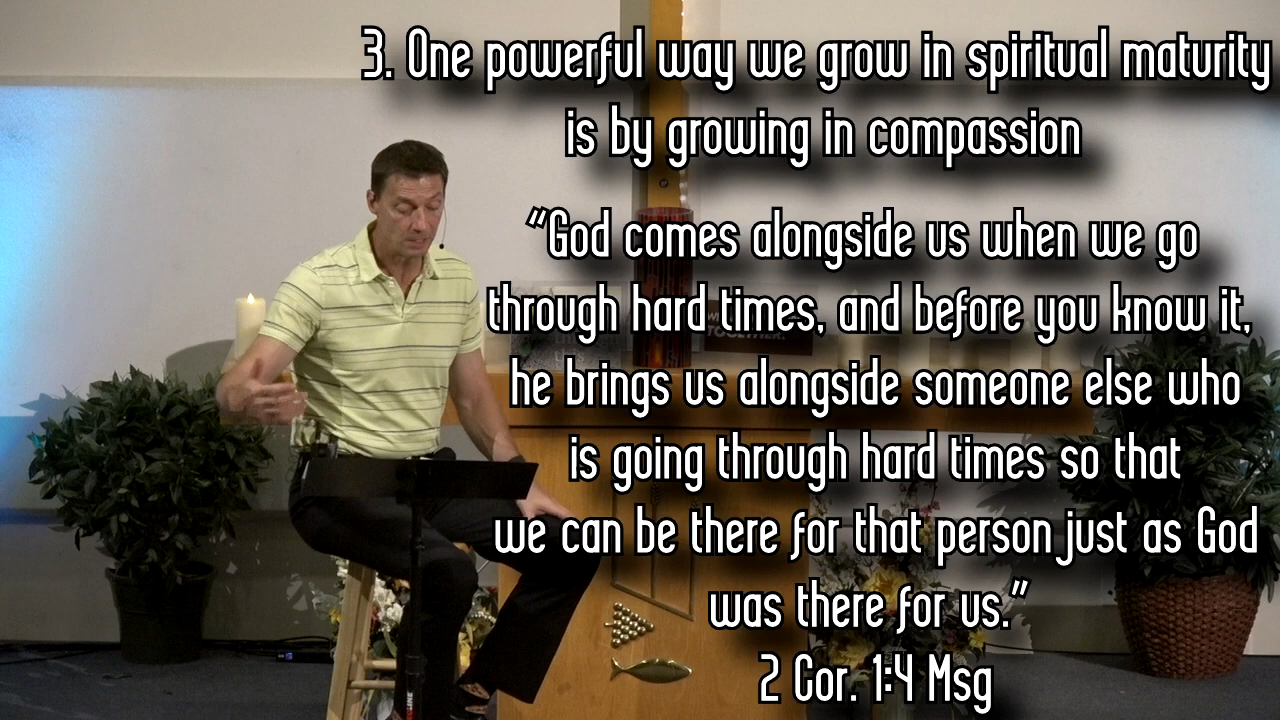 3. One powerful way we grow in spiritual maturity
is by growing in compassion
“God comes alongside us when we go
through hard times, and before you know it,
he brings us alongside someone else who
is going through hard times so that
we can be there for that person just as God
was there for us.”
2 Cor. 1:4 Msg
TOGETHER.